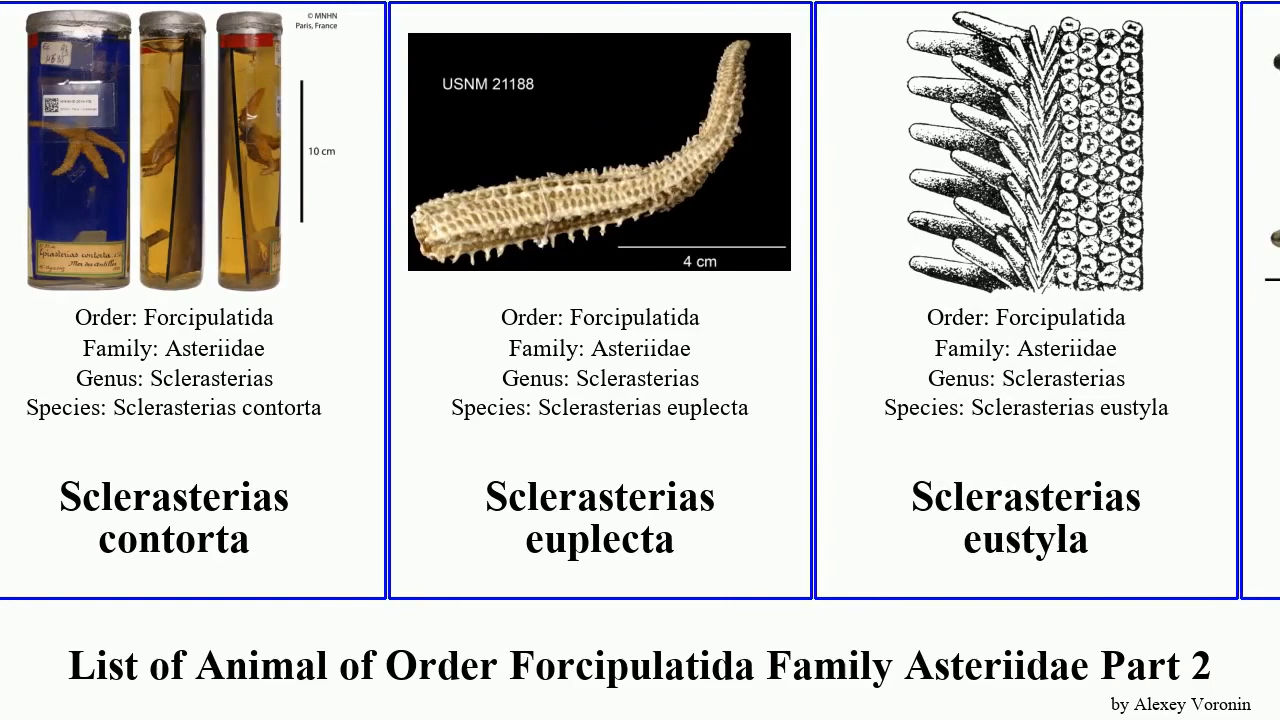 © MNHN
Paris, France
10 cm
contorta
USNM 21188
4 cm
Order: Forcipulatida
Family: Asteriidae
Genus: Sclerasterias
Species: Sclerasterias contorta
Sclerasterias
contorta
Order: Forcipulatida
Family: Asteriidae
Genus: Sclerasterias
Species: Sclerasterias euplecta
Sclerasterias
euplecta
Order: Forcipulatida
Family: Asteriidae
Genus: Sclerasterias
Species: Sclerasterias eustyla
Sclerasterias
eustyla
List of Animal of Order Forcipulatida Family Asteriidae Part 2
by Alexey Voronin